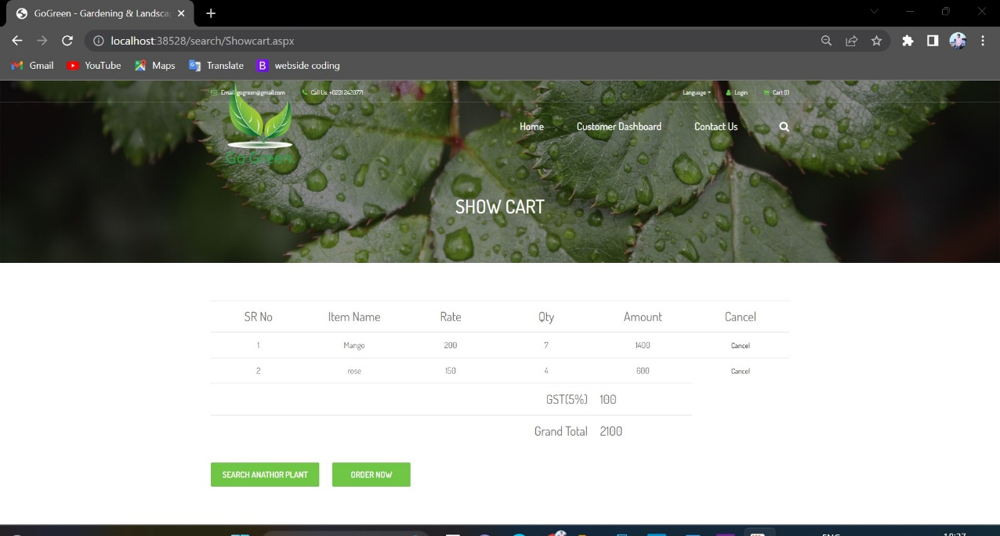 GoGreen - Gardening & Landsca
localhost:38528/search/Showcart.aspx
Gmail YouTube Maps Translate B webside coding
Email: gogreen@gmail.com Call Us: +0231 2420771 Language Login Cart ()
Go Green
Home Customer Dashboard Contact Us
SHOW CART
SR No Item Name Rate Qty Amount Cancel
1 Mango 200 7 1400 Cancel
2 rose 150 4 600 Cancel
GST(5%) 100
Grand Total 2100
SEARCH ANATHOR PLANT ORDER NOW
ENG